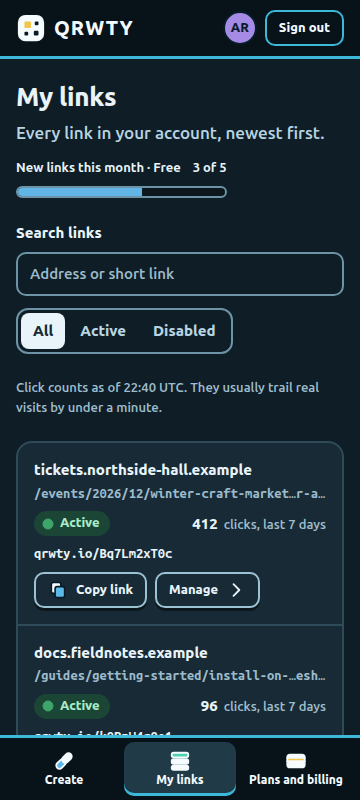 QRWTY
AR
Sign out
My links
Every link in your account, newest first.
New links this month · Free 3 of 5
Search links
Address or short link
All Active Disabled
Click counts as of 22:40 UTC. They usually trail real
visits by under a minute.
tickets.northside-hall.example
/events/2026/12/winter-craft-market…r-a…
Active 412 clicks, last 7 days
qrwty.io/Bq7Lm2xT0c
Copy link Manage
docs.fieldnotes.example
/guides/getting-started/install-on-…esh…
Active 96 clicks, last 7 days
Create My links Plans and billing